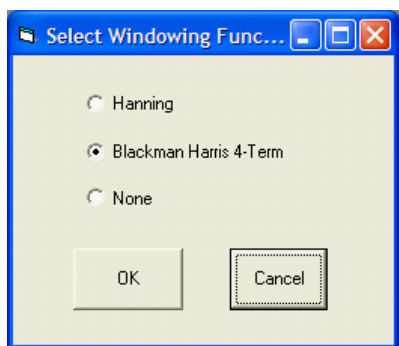 Select Windowing Func...
Hanning
Blackman Harris 4-Term
None
OK
Cancel